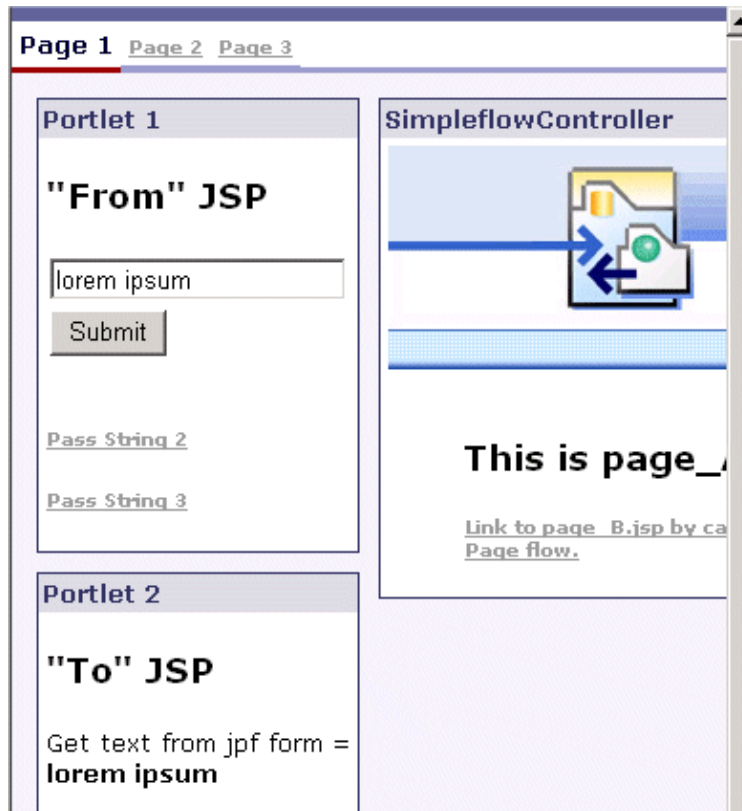 Page 1 Page 2 Page 3
Portlet 1
"From" JSP
lorem ipsum
Submit
Pass String 2
Pass String 3
Portlet 2
"To" JSP
Get text from jpf form =
lorem ipsum
SimpleflowController
This is page_
Link to page_B.jsp by ca
Page flow.